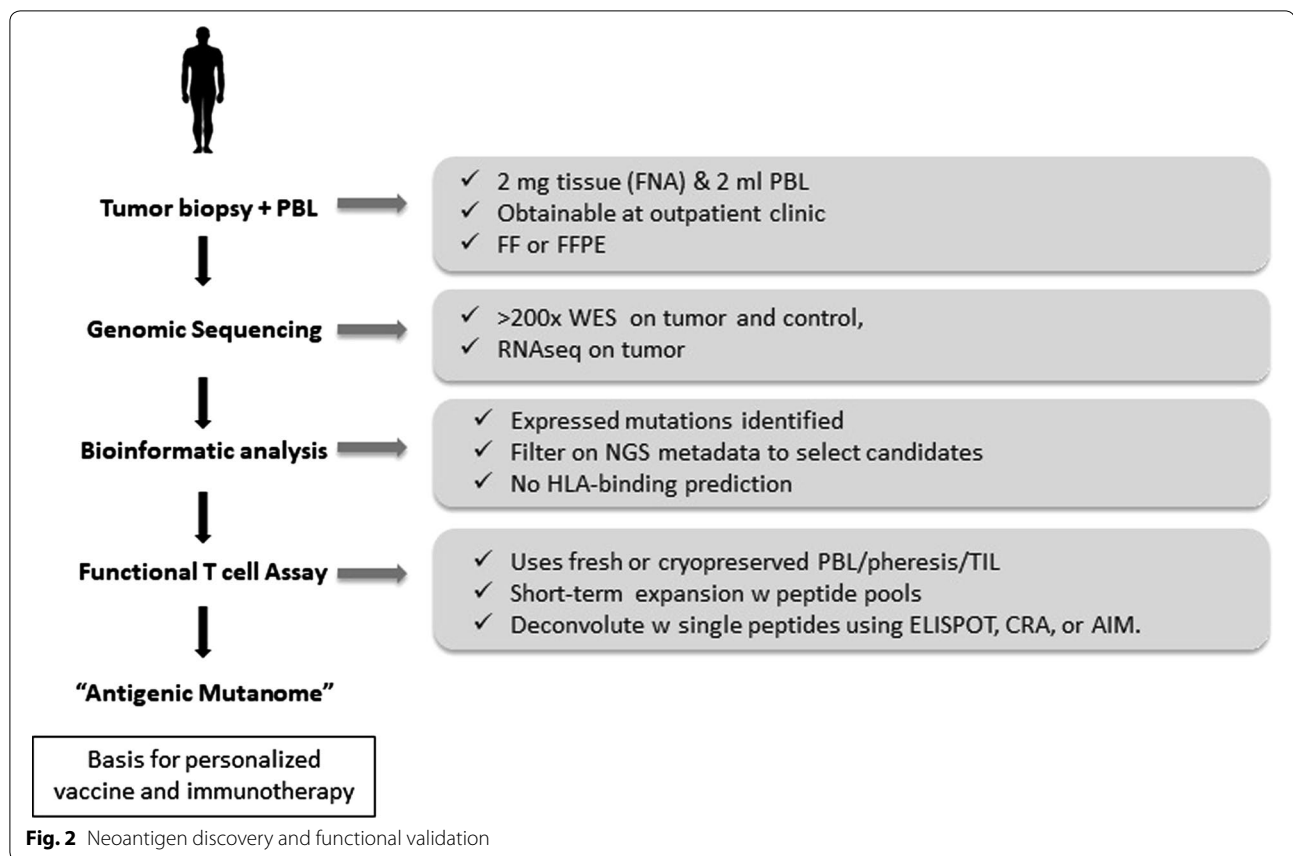 Tumor biopsy + PBL
✓ 2 mg tissue (FNA) & 2 ml PBL
✓ Obtainable at outpatient clinic
✓ FF or FFPE
Genomic Sequencing
✓ >200x WES on tumor and control,
✓ RNAseq on tumor
Bioinformatic analysis
✓ Expressed mutations identified
✓ Filter on NGS metadata to select candidates
✓ No HLA-binding prediction
Functional T cell Assay
✓ Uses fresh or cryopreserved PBL/pheresis/TIL
✓ Short-term expansion w peptide pools
✓ Deconvolute w single peptides using ELISPOT, CRA, or AIM.
“Antigenic Mutanome”
Basis for personalized
vaccine and immunotherapy
Fig. 2 Neoantigen discovery and functional validation